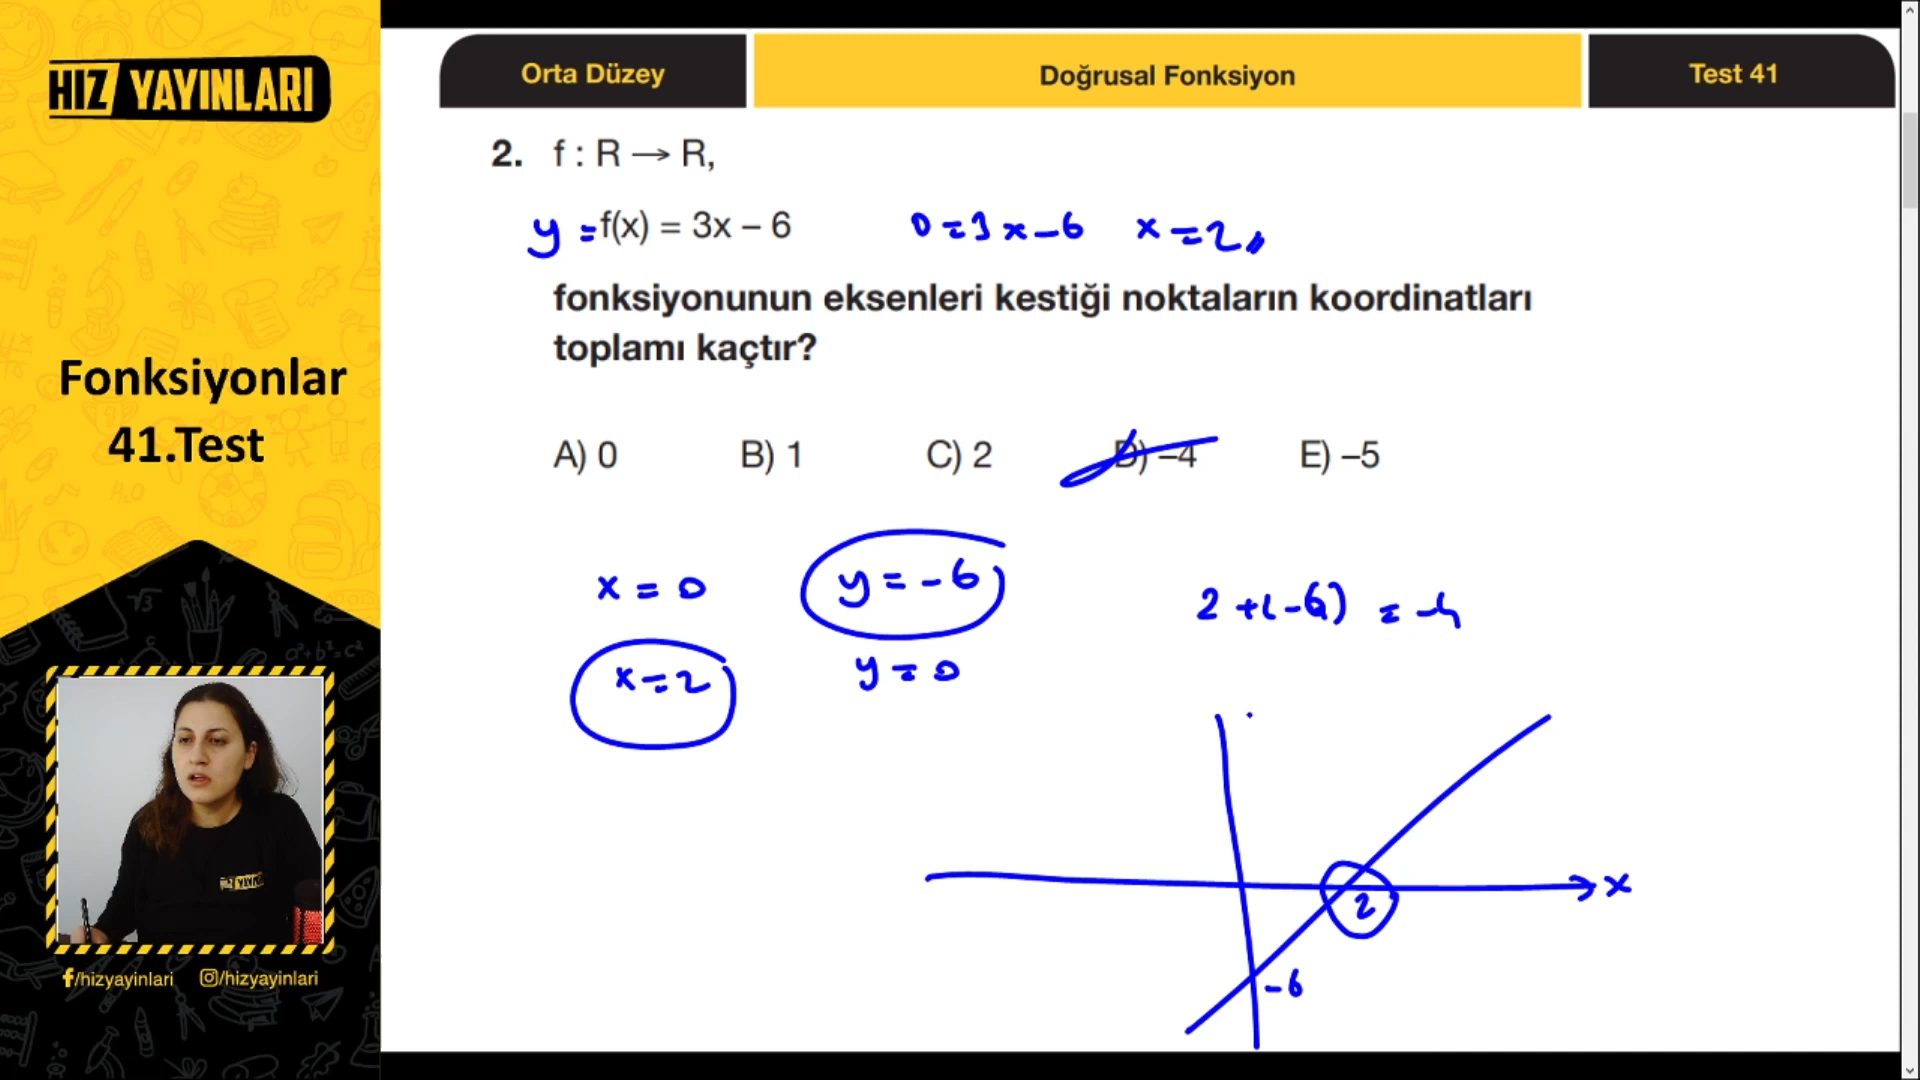 HIZ YAYINLARI
Fonksiyonlar
41.Test
f/hizyayinlari /hizyayinlari
Orta Düzey
Doğrusal Fonksiyon
Test 41
2. f : R → R,
y = f(x) = 3x – 6 0 = 3x – 6 x = 2
fonksiyonunun eksenleri kestiği noktaların koordinatları
toplamı kaçtır?
A) 0 B) 1 C) 2 D) –4 E) –5
x = 0 y = -6
x = 2 y = 0
2 + (-6) = -4
x
2
-6